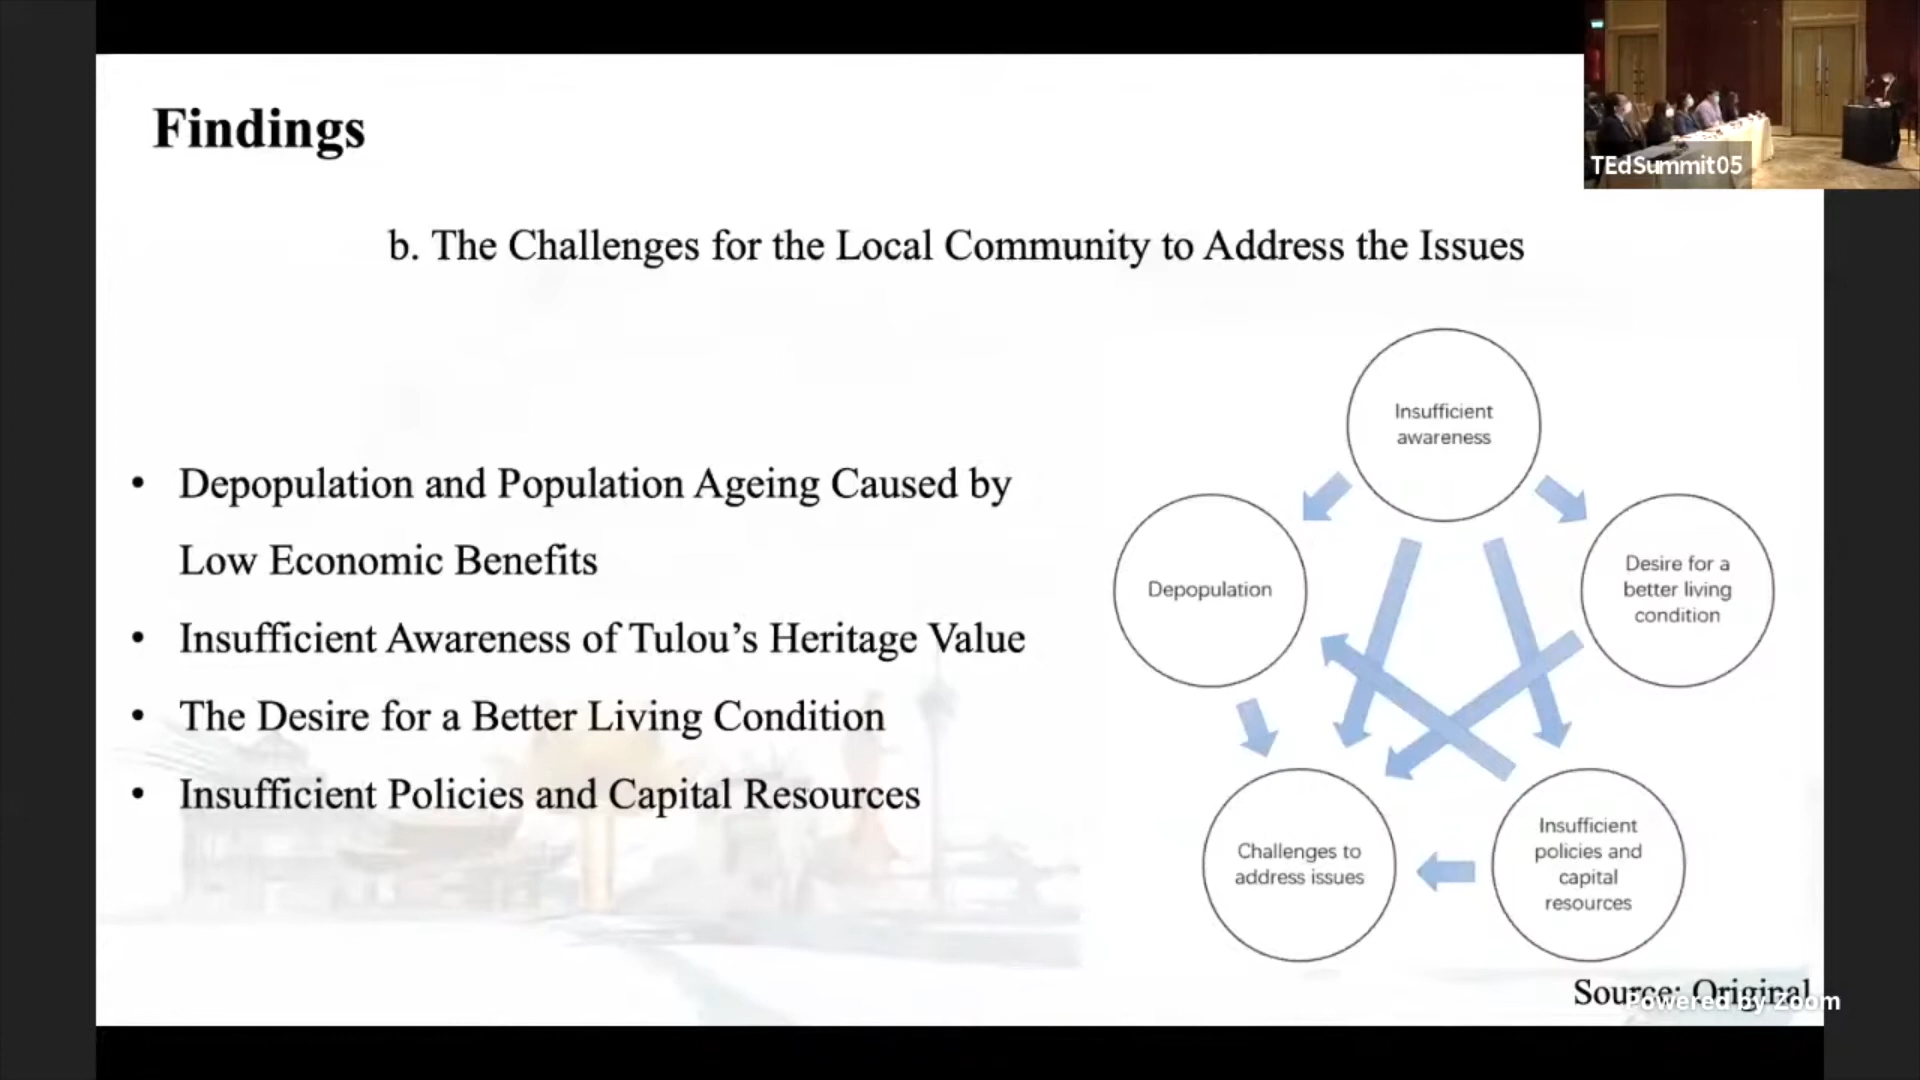 Findings
TEdSummit05
b. The Challenges for the Local Community to Address the Issues
• Depopulation and Population Ageing Caused by
Low Economic Benefits
• Insufficient Awareness of Tulou’s Heritage Value
• The Desire for a Better Living Condition
• Insufficient Policies and Capital Resources
Insufficient
awareness
Depopulation
Desire for a
better living
condition
Challenges to
address issues
Insufficient
policies and
capital
resources
Source: Original
Powered by Zoom